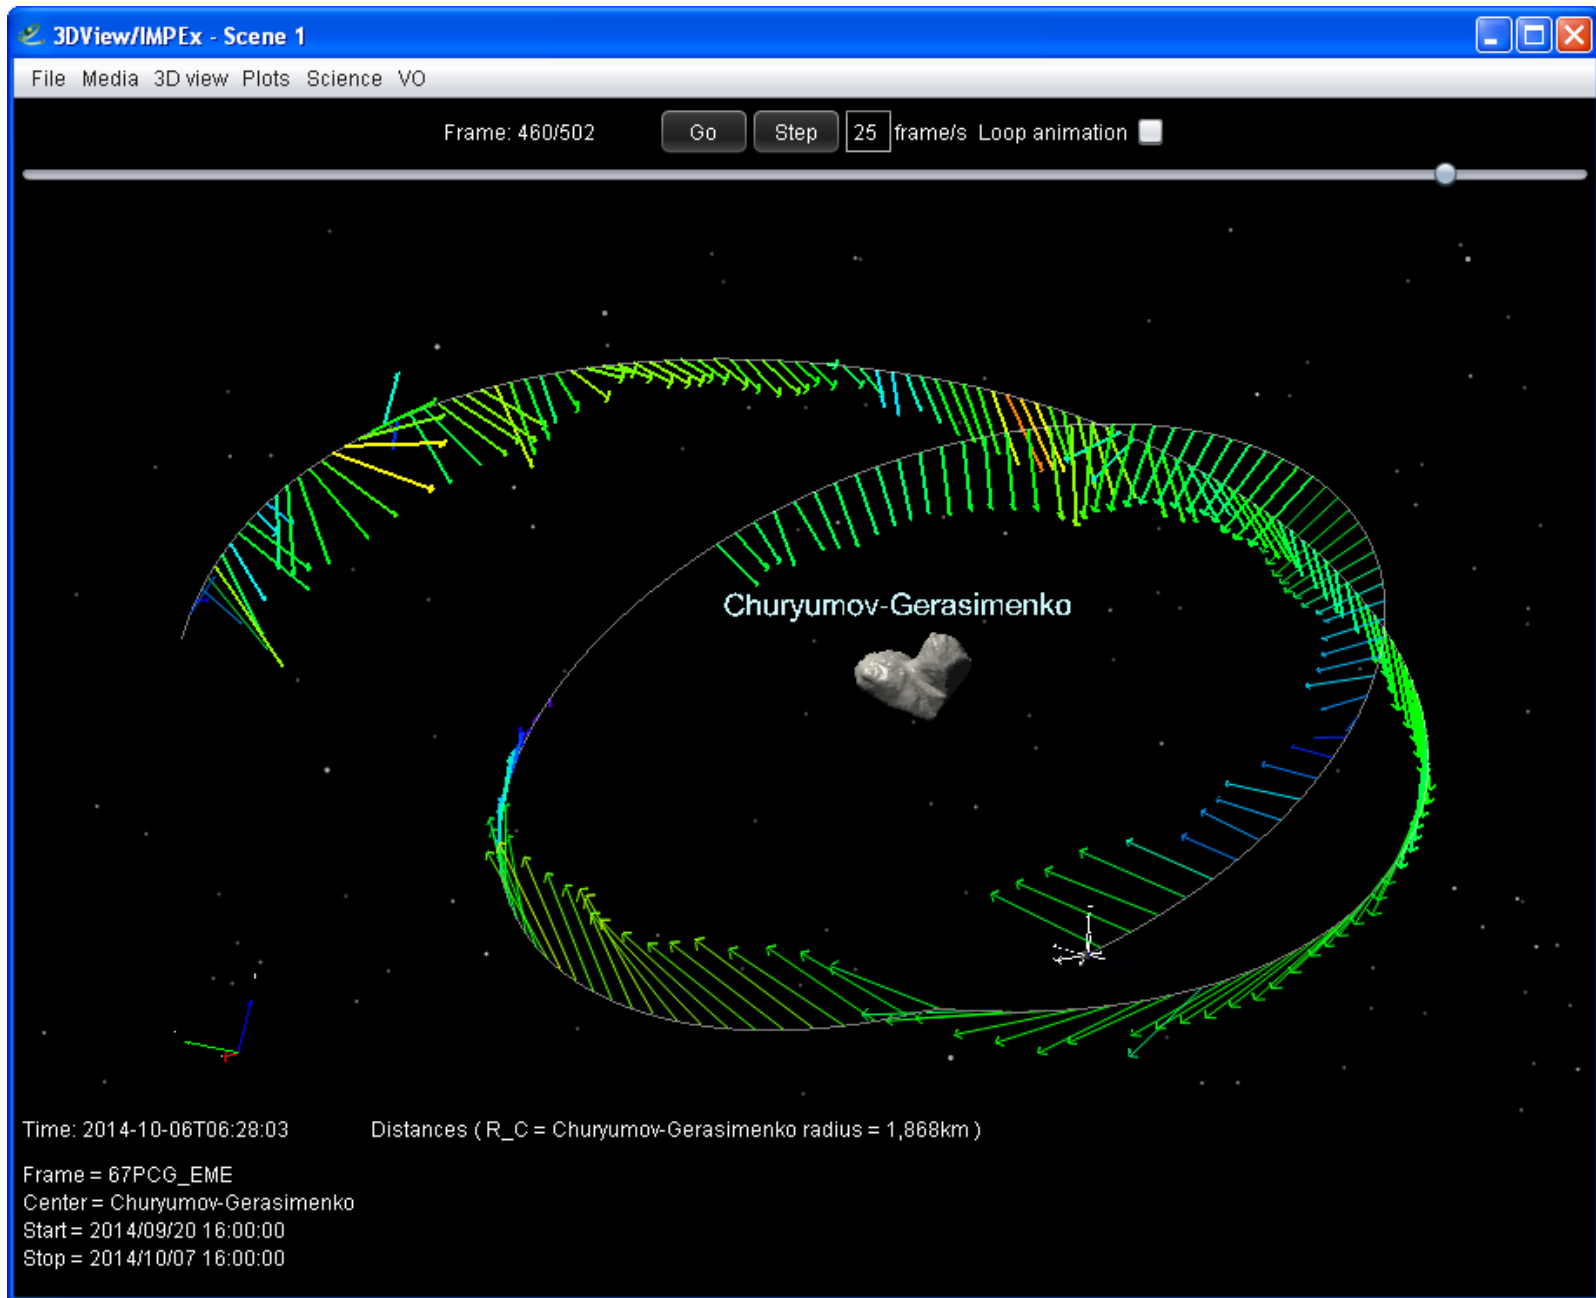 3DView/IMPEx - Scene 1
File Media 3D view Plots Science VO
Frame: 460/502 Go Step 25 frame/s Loop animation
Churyumov-Gerasimenko
Time: 2014-10-06T06:28:03 Distances ( R_C = Churyumov-Gerasimenko radius = 1,868km )
Frame = 67PCG_EME
Center = Churyumov-Gerasimenko
Start = 2014/09/20 16:00:00
Stop = 2014/10/07 16:00:00